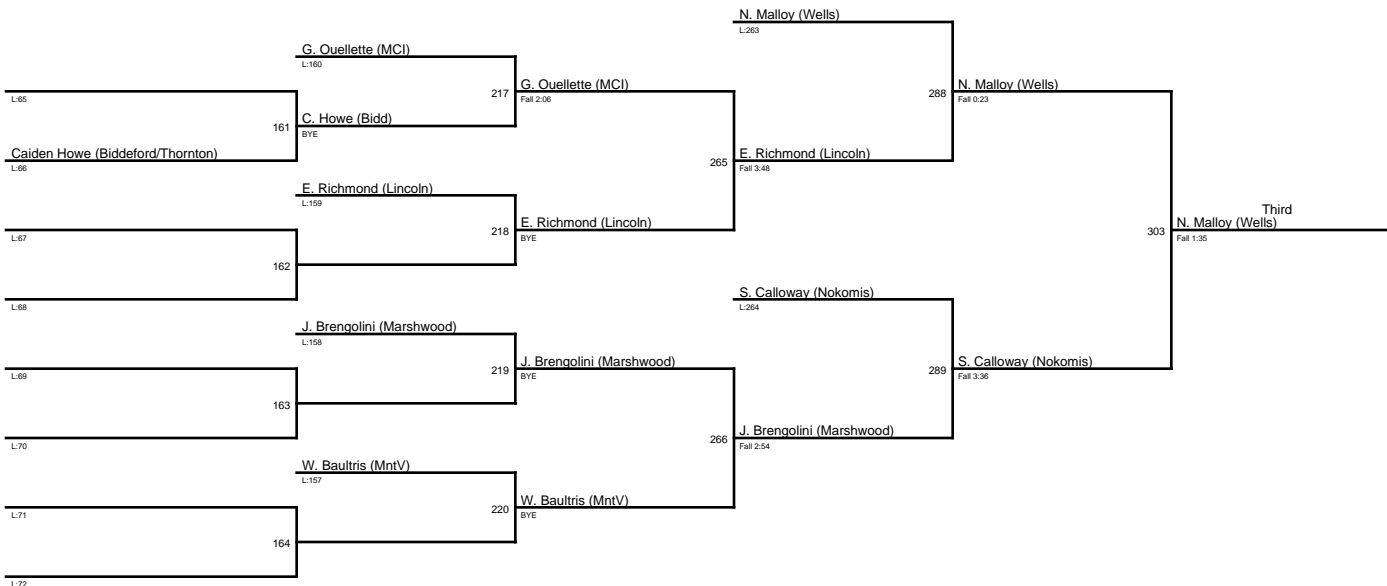 N. Malloy (Wells)
L:263
G. Ouellette (MCI)
L:160
217
G. Ouellette (MCI)
Fall 2:06
288
N. Malloy (Wells)
Fall 0:23
L:65
161
C. Howe (Bidd)
BYE
Caiden Howe (Biddeford/Thornton)
L:66
265
E. Richmond (Lincoln)
Fall 3:48
E. Richmond (Lincoln)
L:159
218
E. Richmond (Lincoln)
BYE
L:67
162
L:68
303
Third
N. Malloy (Wells)
Fall 1:35
S. Calloway (Nokomis)
L:264
J. Brengolini (Marshwood)
L:158
219
J. Brengolini (Marshwood)
BYE
289
S. Calloway (Nokomis)
Fall 3:36
L:69
163
L:70
266
J. Brengolini (Marshwood)
Fall 2:54
W. Baultris (MntV)
L:157
220
W. Baultris (MntV)
BYE
L:71
164
L:72